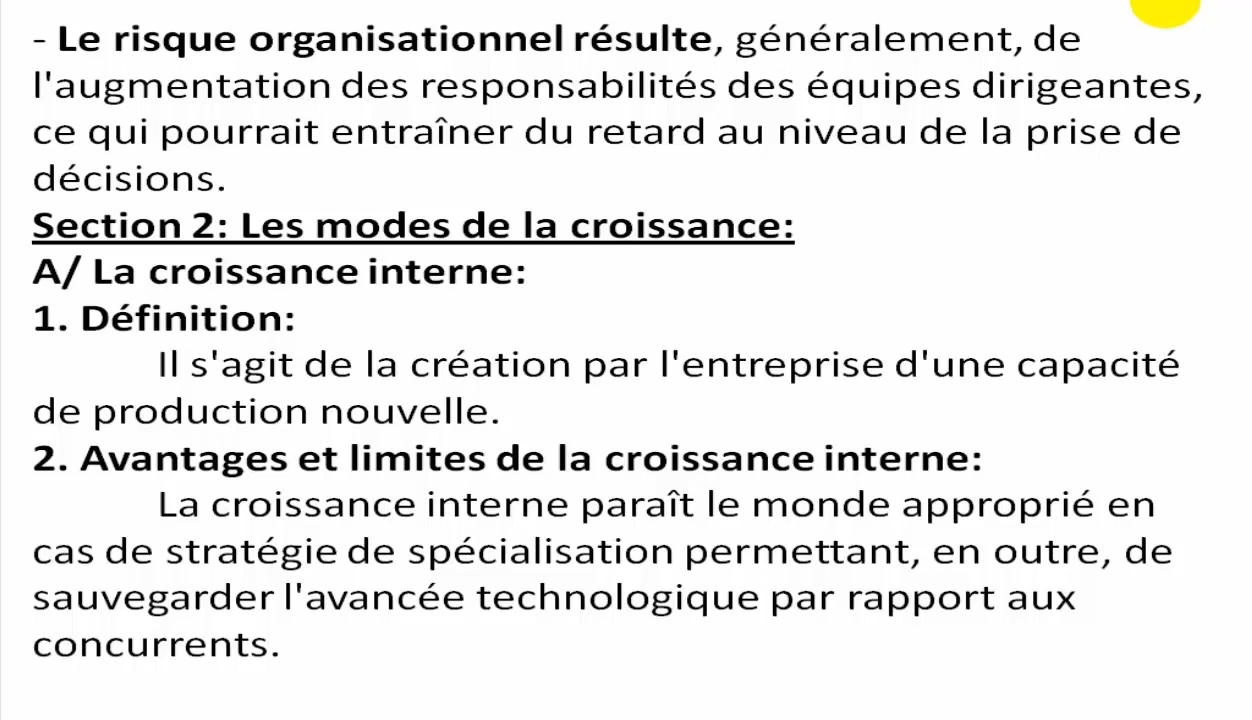 - Le risque organisationnel résulte, généralement, de
l'augmentation des responsabilités des équipes dirigeantes,
ce qui pourrait entraîner du retard au niveau de la prise de
décisions.
Section 2: Les modes de la croissance:
A/ La croissance interne:
1. Définition:
Il s'agit de la création par l'entreprise d'une capacité
de production nouvelle.
2. Avantages et limites de la croissance interne:
La croissance interne paraît le monde approprié en
cas de stratégie de spécialisation permettant, en outre, de
sauvegarder l'avancée technologique par rapport aux
concurrents.